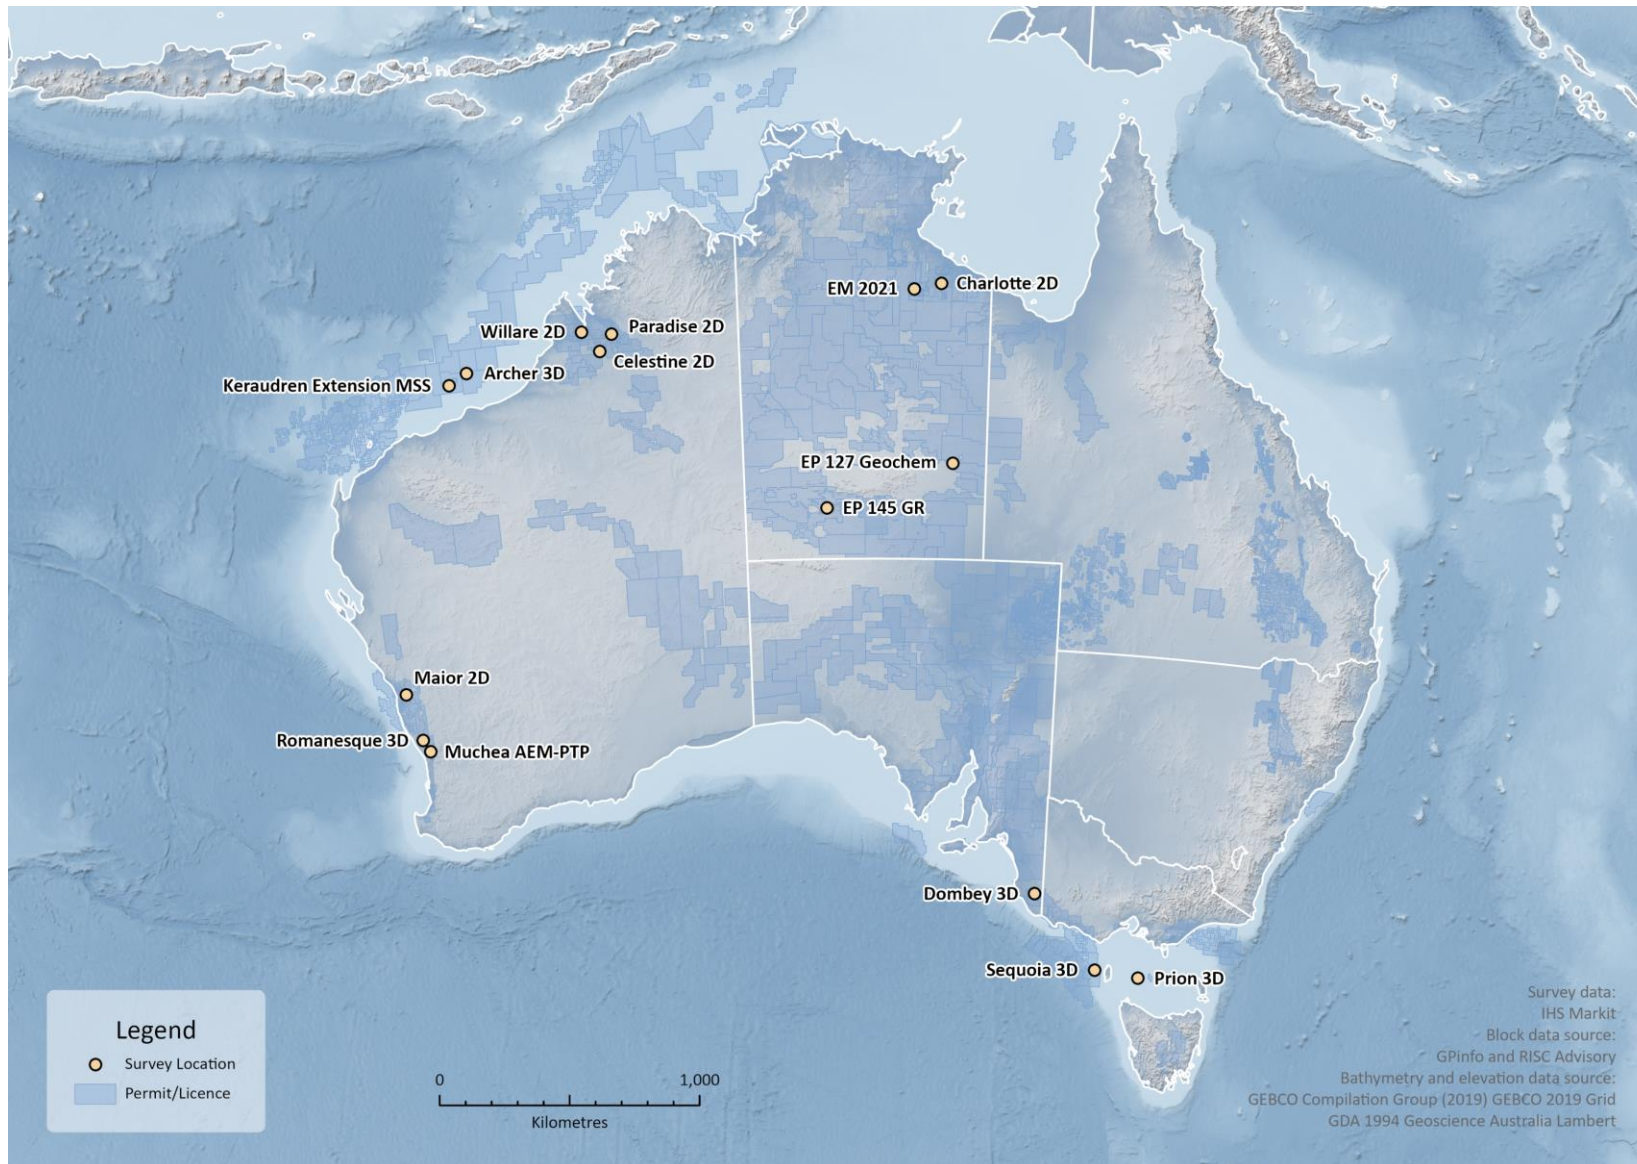 EM 2021
Charlotte 2D
Willare 2D
Paradise 2D
Celestine 2D
Archer 3D
Keraudren Extension MSS
EP 127 Geochem
EP 145 GR
Maior 2D
Romanesque 3D
Muchea AEM-PTP
Dombey 3D
Sequoia 3D
Prion 3D
Legend
Survey Location
Permit/Licence
0
1,000
Kilometres
Survey data:
IHS Markit
Block data source:
GPinfo and RISC Advisory
Bathymetry and elevation data source:
GEBCO Compilation Group (2019) GEBCO 2019 Grid
GDA 1994 Geoscience Australia Lambert